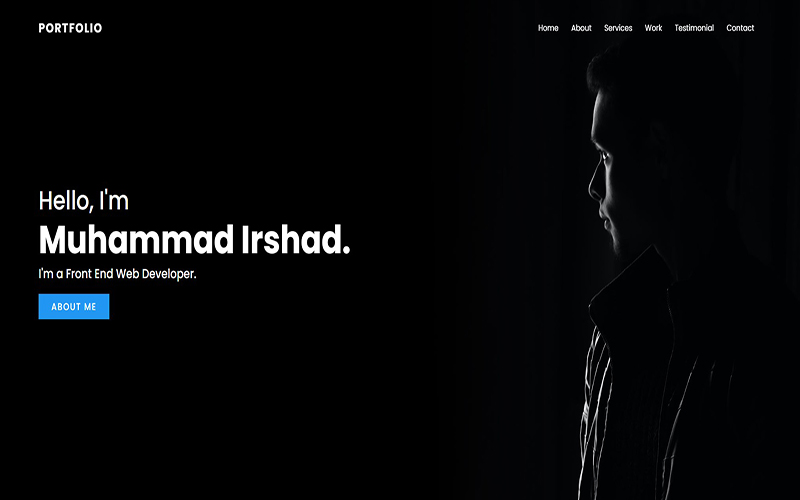 PORTFOLIO
Home About Services Work Testimonial Contact
Hello, I'm
Muhammad Irshad.
I'm a Front End Web Developer.
ABOUT ME